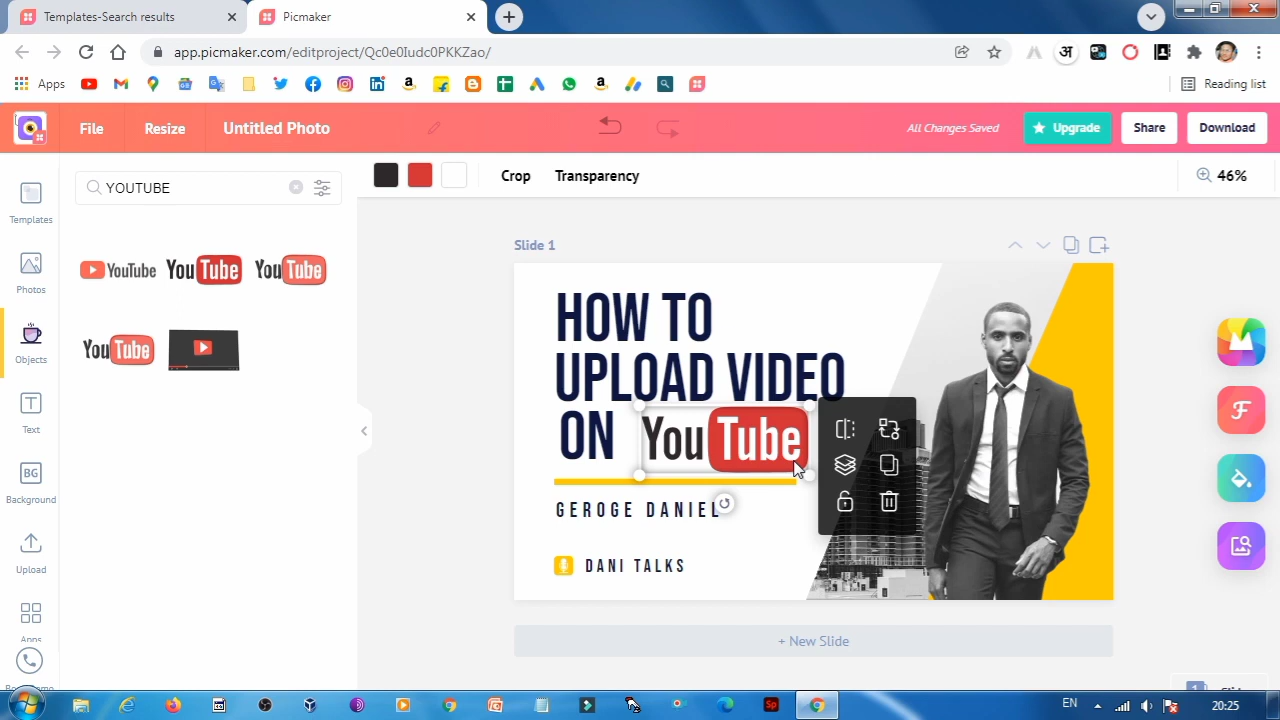 Templates-Search results
Picmaker
app.picmaker.com/editproject/Qc0e0Iudc0PKKZao/
अ
Apps
Reading list
File
Resize
Untitled Photo
All Changes Saved
Upgrade
Share
Download
YOUTUBE
Crop
Transparency
46%
Templates
Photos
Objects
Text
BG
Background
Upload
Apps
YouTube
YouTube
YouTube
YouTube
Slide 1
HOW TO
UPLOAD VIDEO
ON YouTube
GEROGE DANIEL
DANI TALKS
+ New Slide
EN
20:25